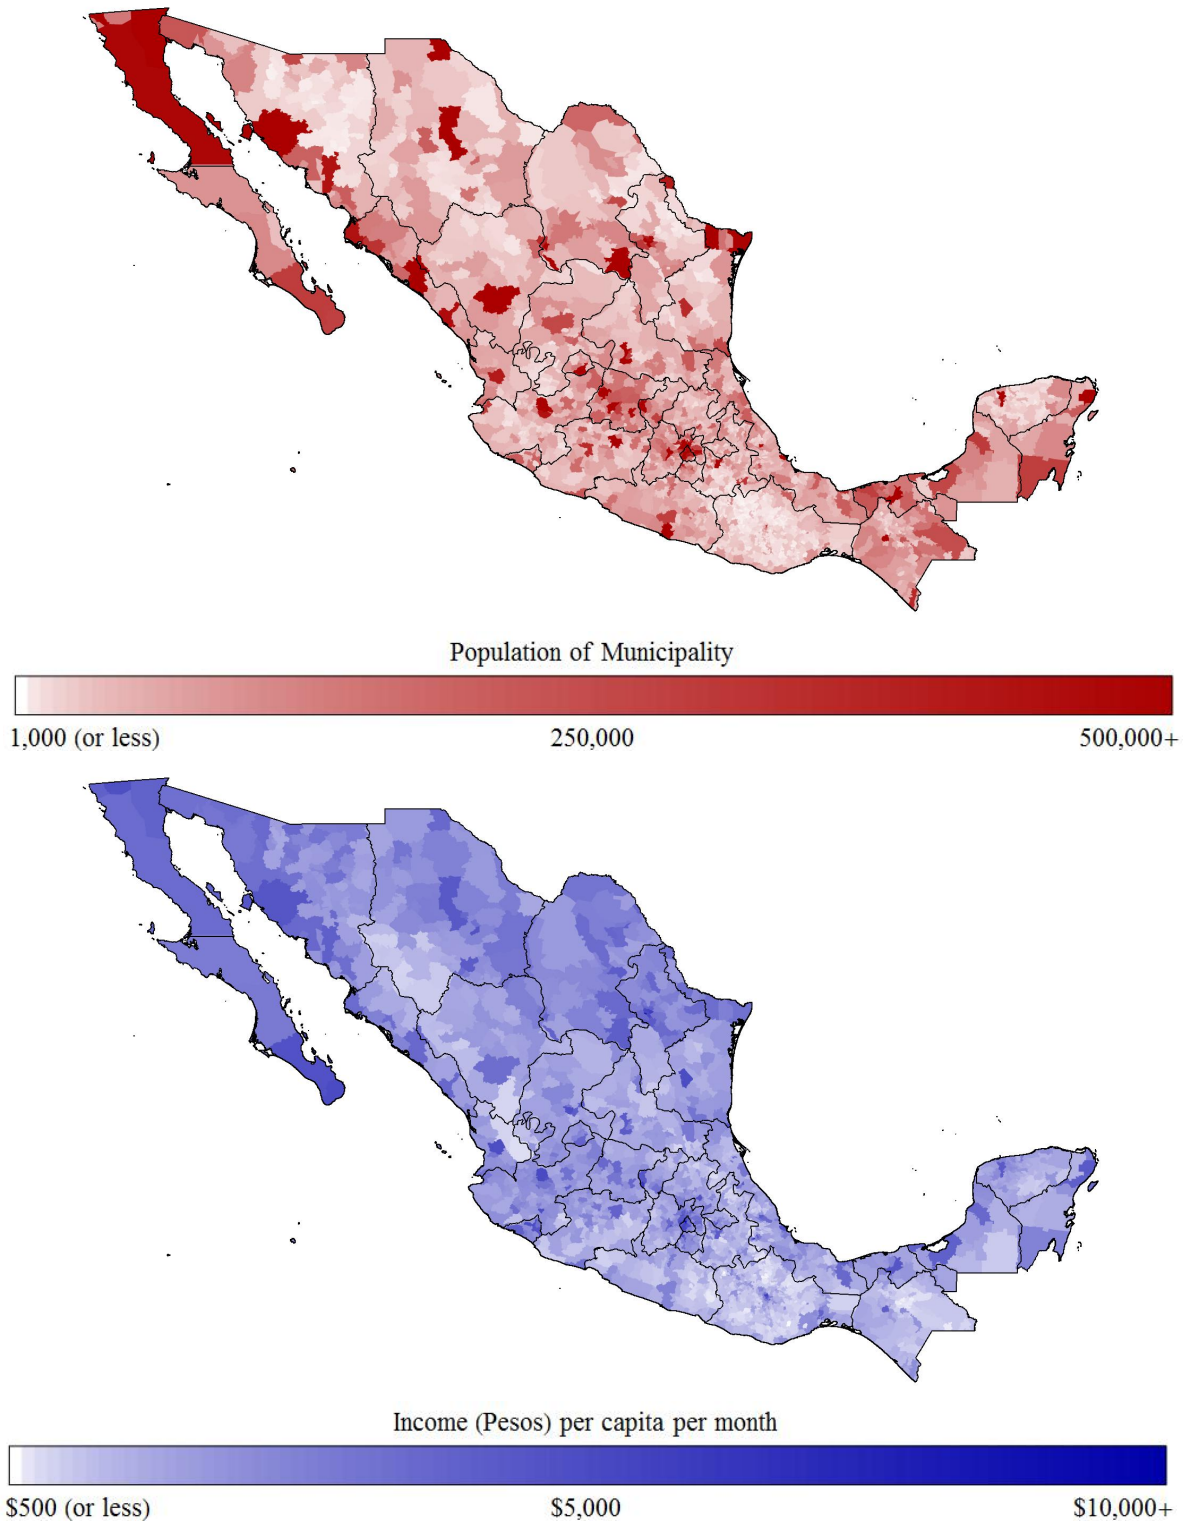 Population of Municipality
1,000 (or less) 250,000 500,000+
Income (Pesos) per capita per month
$500 (or less) $5,000 $10,000+